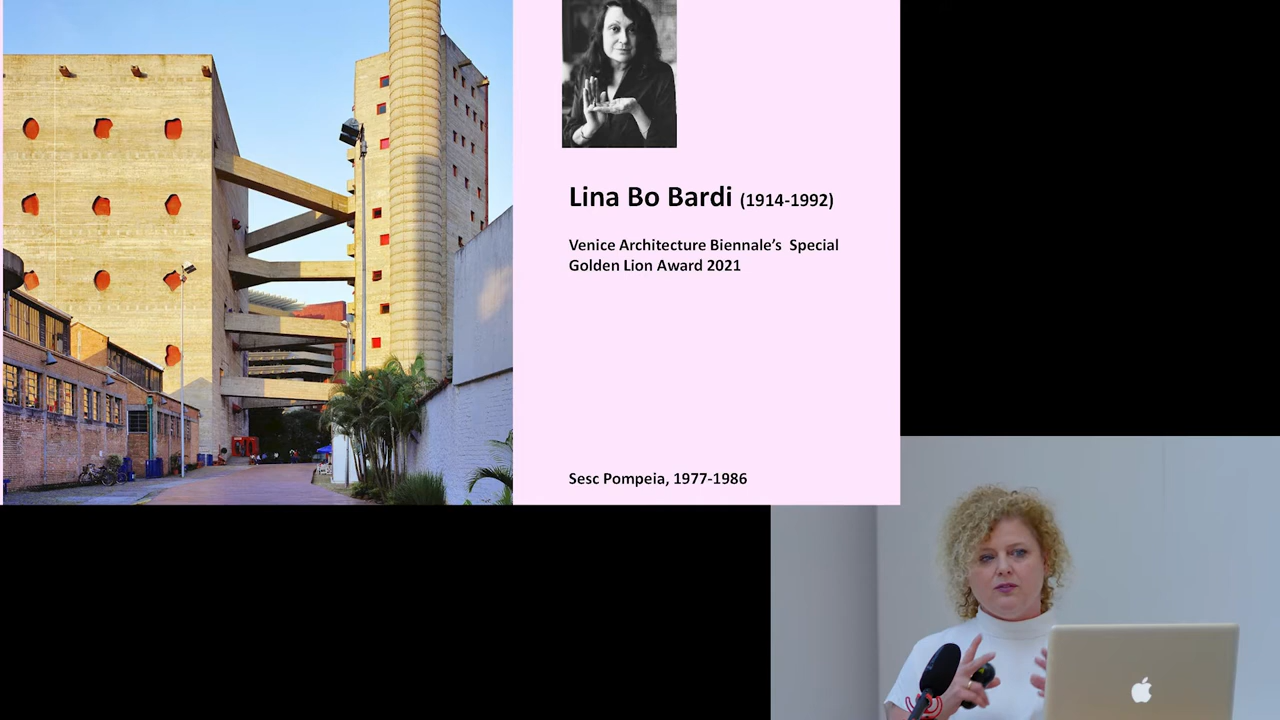 Lina Bo Bardi (1914-1992)
Venice Architecture Biennale’s  Special
Golden Lion Award 2021
Sesc Pompeia, 1977-1986